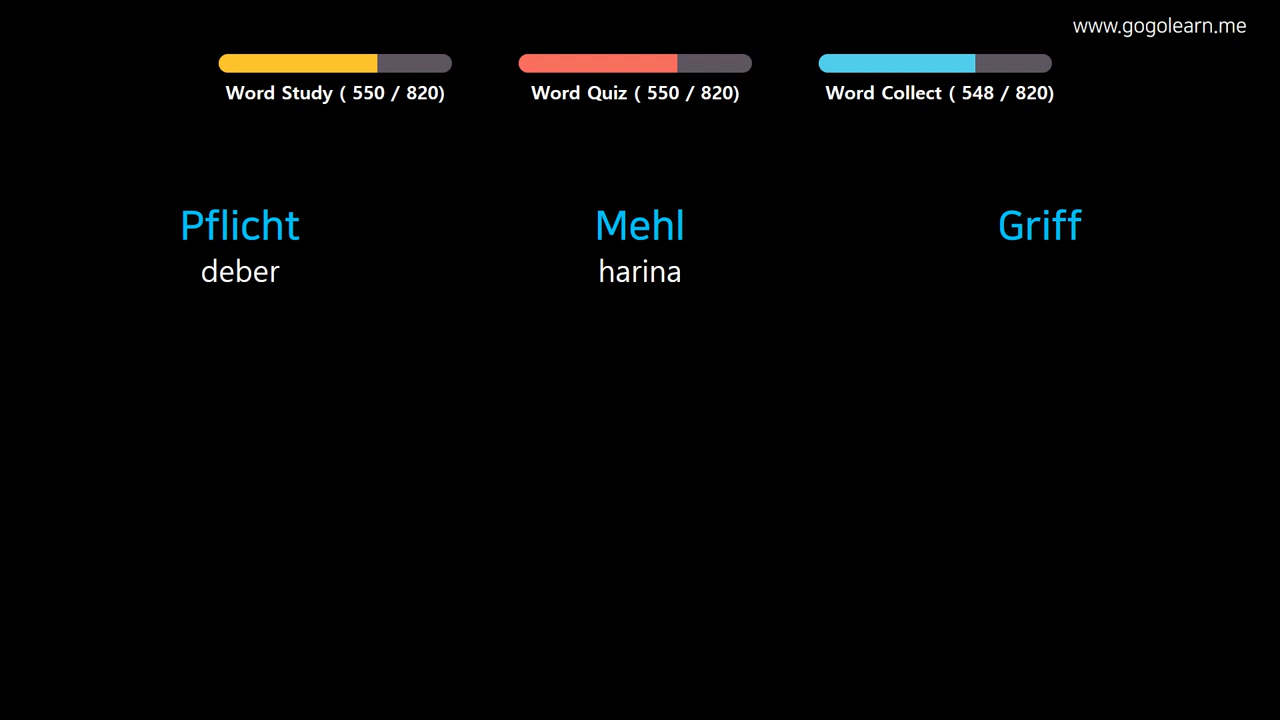 www.gogolearn.me
Word Study ( 550 / 820)
Word Quiz ( 550 / 820)
Word Collect ( 548 / 820)
Pflicht
deber
Mehl
harina
Griff